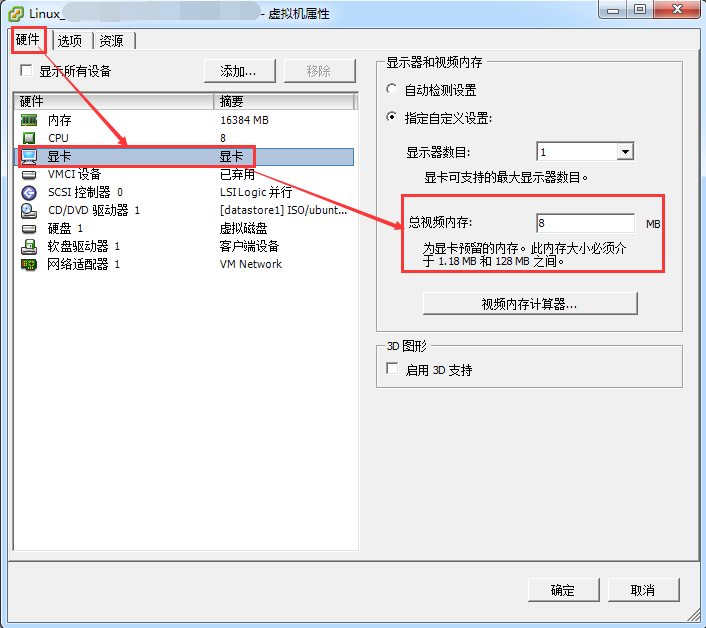 Linux_ - 虚拟机属性
硬件 选项 资源
显示所有设备 添加... 移除
硬件 摘要
内存 16384 MB
CPU 8
显卡 显卡
VMCI 设备 已弃用
SCSI 控制器 0 LSI Logic 并行
CD/DVD 驱动器 1 [datastore1] ISO/ubunt...
硬盘 1 虚拟磁盘
软盘驱动器 1 客户端设备
网络适配器 1 VM Network
显示器和视频内存
自动检测设置
指定自定义设置:
显示器数目: 1
显卡可支持的最大显示器数目。
总视频内存: 8 MB
为显卡预留的内存。此内存大小必须介
于 1.18 MB 和 128 MB 之间。
视频内存计算器...
3D 图形
启用 3D 支持
确定 取消